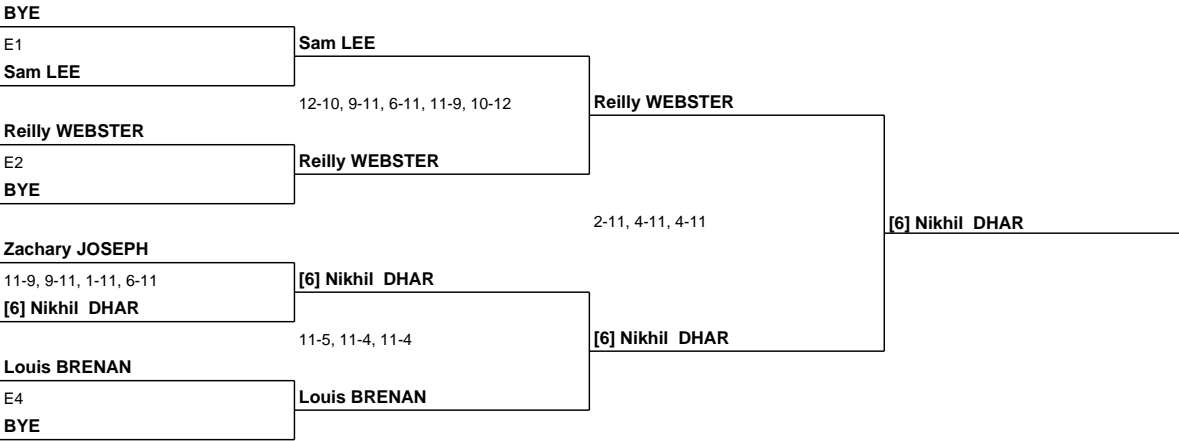 BYE
E1
Sam LEE
Sam LEE
12-10, 9-11, 6-11, 11-9, 10-12
Reilly WEBSTER
Reilly WEBSTER
E2
Reilly WEBSTER
BYE
2-11, 4-11, 4-11
[6] Nikhil DHAR
Zachary JOSEPH
11-9, 9-11, 1-11, 6-11
[6] Nikhil DHAR
[6] Nikhil DHAR
11-5, 11-4, 11-4
[6] Nikhil DHAR
Louis BRENAN
E4
Louis BRENAN
BYE